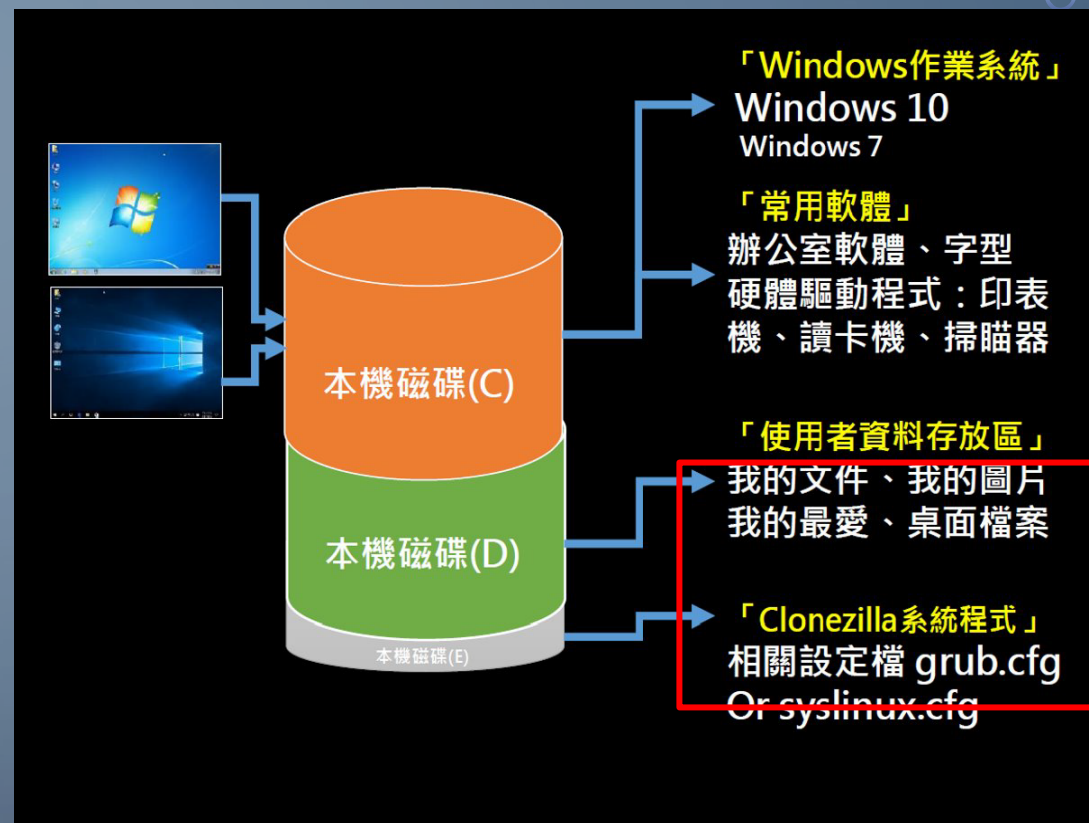 「Windows作業系統」
Windows 10
Windows 7
「常用軟體」
辦公室軟體、字型
硬體驅動程式：印表
機、讀卡機、掃瞄器
本機磁碟(C)
「使用者資料存放區」
我的文件、我的圖片
我的最愛、桌面檔案
本機磁碟(D)
「Clonezilla系統程式」
相關設定檔 grub.cfg
Or syslinux.cfg
本機磁碟(E)